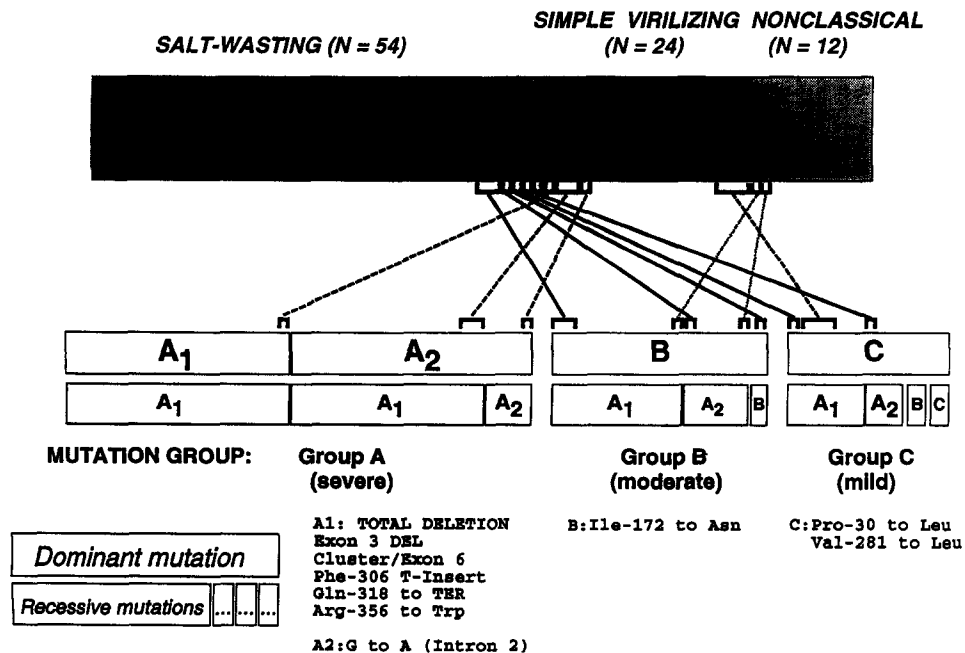 SALT-WASTING (N = 54)
SIMPLE VIRILIZING NONCLASSICAL
(N = 24) (N = 12)
A1 A2 B C
A1 A1 A2 A1 A2 B A1 A2 B C
MUTATION GROUP: Group A Group B Group C
(severe) (moderate) (mild)
A1: TOTAL DELETION
Exon 3 DEL
Cluster/Exon 6
Phe-306 T-Insert
Gln-318 to TER
Arg-356 to Trp
A2:G to A (Intron 2)
B:Ile-172 to Asn
C:Pro-30 to Leu
Val-281 to Leu
Dominant mutation
Recessive mutations ... ... ...